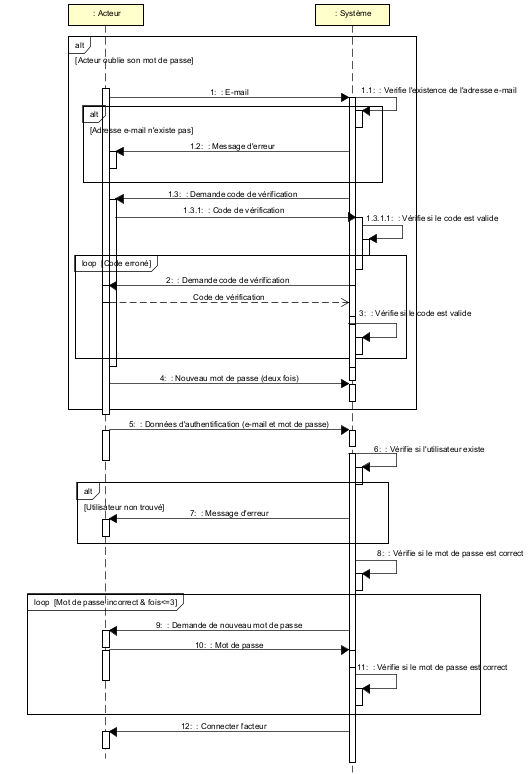 : Acteur
: Système
alt
[Acteur oublie son mot de passe]
1: : E-mail
1.1: : Vérifie l'existence de l'adresse e-mail
alt
[Adresse e-mail n'existe pas]
1.2: : Message d'erreur
1.3: : Demande code de vérification
1.3.1: : Code de vérification
1.3.1.1: : Vérifie si le code est valide
loop [Code erroné]
2: : Demande code de vérification
Code de vérification
3: : Vérifie si le code est valide
4: : Nouveau mot de passe (deux fois)
5: : Données d'authentification (e-mail et mot de passe)
6: : Vérifie si l'utilisateur existe
alt
[Utilisateur non trouvé]
7: : Message d'erreur
8: : Vérifie si le mot de passe est correct
loop [Mot de passe incorrect & fois<=3]
9: : Demande de nouveau mot de passe
10: : Mot de passe
11: : Vérifie si le mot de passe est correct
12: : Connecter l'acteur